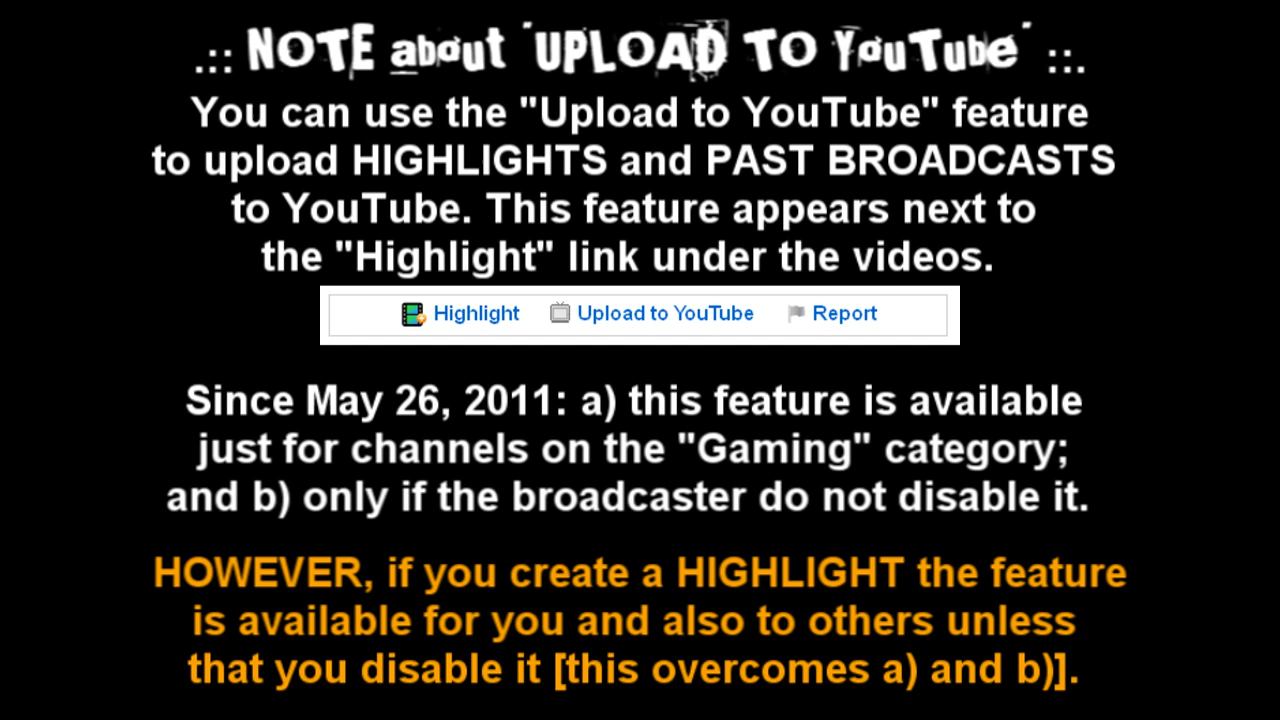 .:: NOTE about "UPLOAD TO YouTube" ::.
You can use the "Upload to YouTube" feature
to upload HIGHLIGHTS and PAST BROADCASTS
to YouTube. This feature appears next to
the "Highlight" link under the videos.
Highlight Upload to YouTube Report
Since May 26, 2011: a) this feature is available
just for channels on the "Gaming" category;
and b) only if the broadcaster do not disable it.
HOWEVER, if you create a HIGHLIGHT the feature
is available for you and also to others unless
that you disable it [this overcomes a) and b)].